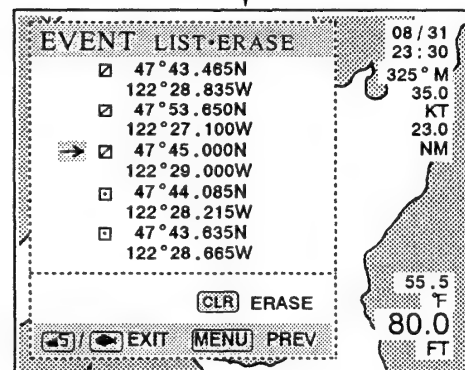 EVENT LIST•ERASE
47°43.465N
122°28.835W
47°53.650N
122°27.100W
47°45.000N
122°29.000W
47°44.085N
122°28.215W
47°43.635N
122°28.665W
CLR ERASE
/ EXIT MENU PREV
08/31
23:30
325°M
35.0
KT
23.0
NM
55.5
°F
80.0
FT